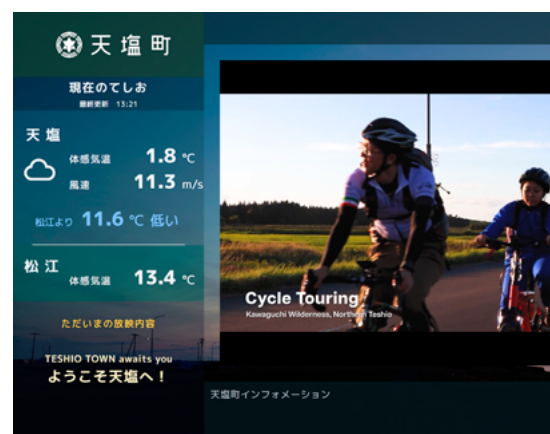 天塩町
現在のてしお
最終更新 13:21
天塩
体感気温 1.8 ℃
風速 11.3 m/s
松江より 11.6 ℃ 低い
松江
体感気温 13.4 ℃
ただいまの放映内容
TESHIO TOWN awaits you
ようこそ天塩へ！
Cycle Touring
Kawaguchi Wilderness, Northern Teshio
天塩町インフォメーション